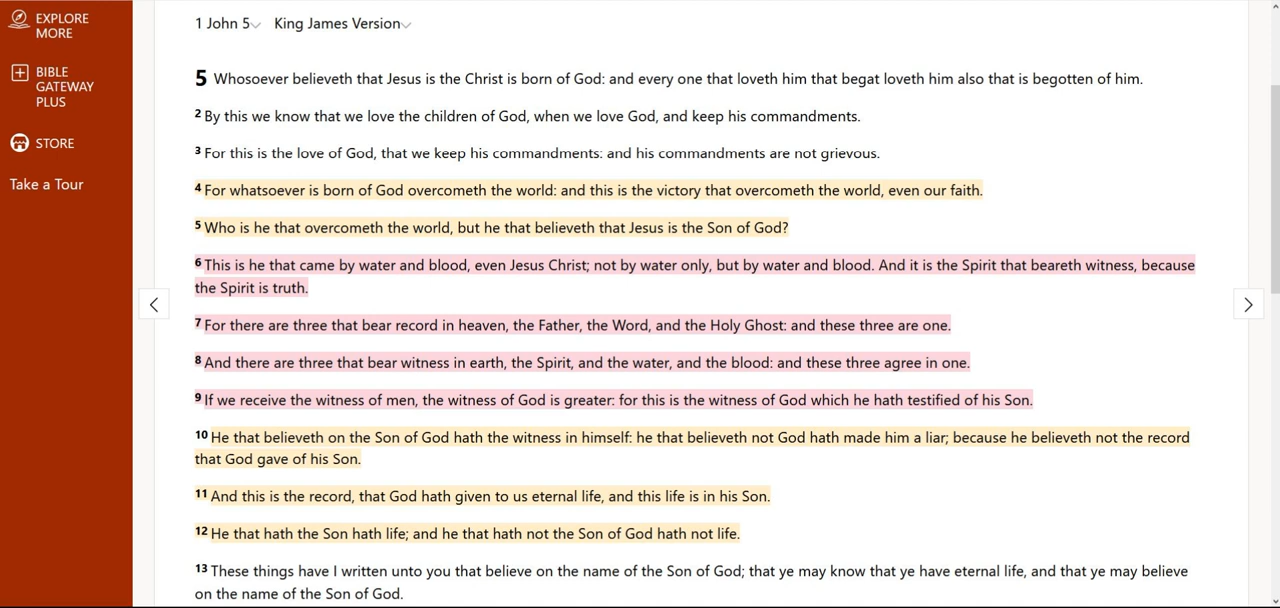 EXPLORE
MORE
BIBLE
GATEWAY
PLUS
STORE
Take a Tour
1 John 5 King James Version
5 Whosoever believeth that Jesus is the Christ is born of God: and every one that loveth him that begat loveth him also that is begotten of him.
2 By this we know that we love the children of God, when we love God, and keep his commandments.
3 For this is the love of God, that we keep his commandments: and his commandments are not grievous.
4 For whatsoever is born of God overcometh the world: and this is the victory that overcometh the world, even our faith.
5 Who is he that overcometh the world, but he that believeth that Jesus is the Son of God?
6 This is he that came by water and blood, even Jesus Christ; not by water only, but by water and blood. And it is the Spirit that beareth witness, because
the Spirit is truth.
7 For there are three that bear record in heaven, the Father, the Word, and the Holy Ghost: and these three are one.
8 And there are three that bear witness in earth, the Spirit, and the water, and the blood: and these three agree in one.
9 If we receive the witness of men, the witness of God is greater: for this is the witness of God which he hath testified of his Son.
10 He that believeth on the Son of God hath the witness in himself: he that believeth not God hath made him a liar; because he believeth not the record
that God gave of his Son.
11 And this is the record, that God hath given to us eternal life, and this life is in his Son.
12 He that hath the Son hath life; and he that hath not the Son of God hath not life.
13 These things have I written unto you that believe on the name of the Son of God; that ye may know that ye have eternal life, and that ye may believe
on the name of the Son of God.